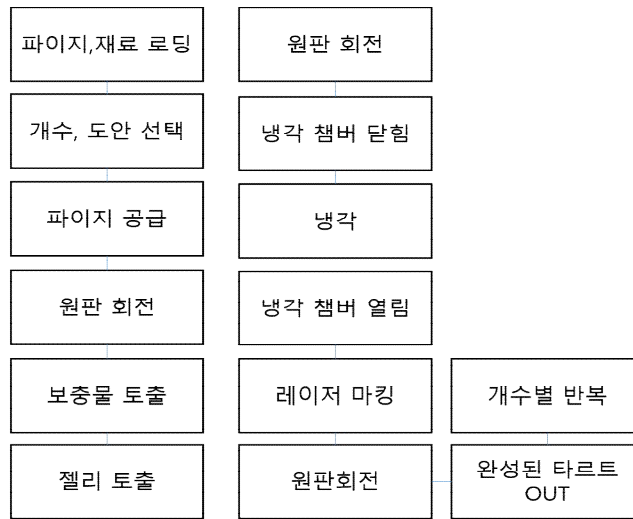 파이지,재료 로딩
개수, 도안 선택
파이지 공급
원판 회전
보충물 토출
젤리 토출
원판 회전
냉각 챔버 닫힘
냉각
냉각 챔버 열림
레이저 마킹
원판회전
개수별 반복
완성된 타르트
OUT